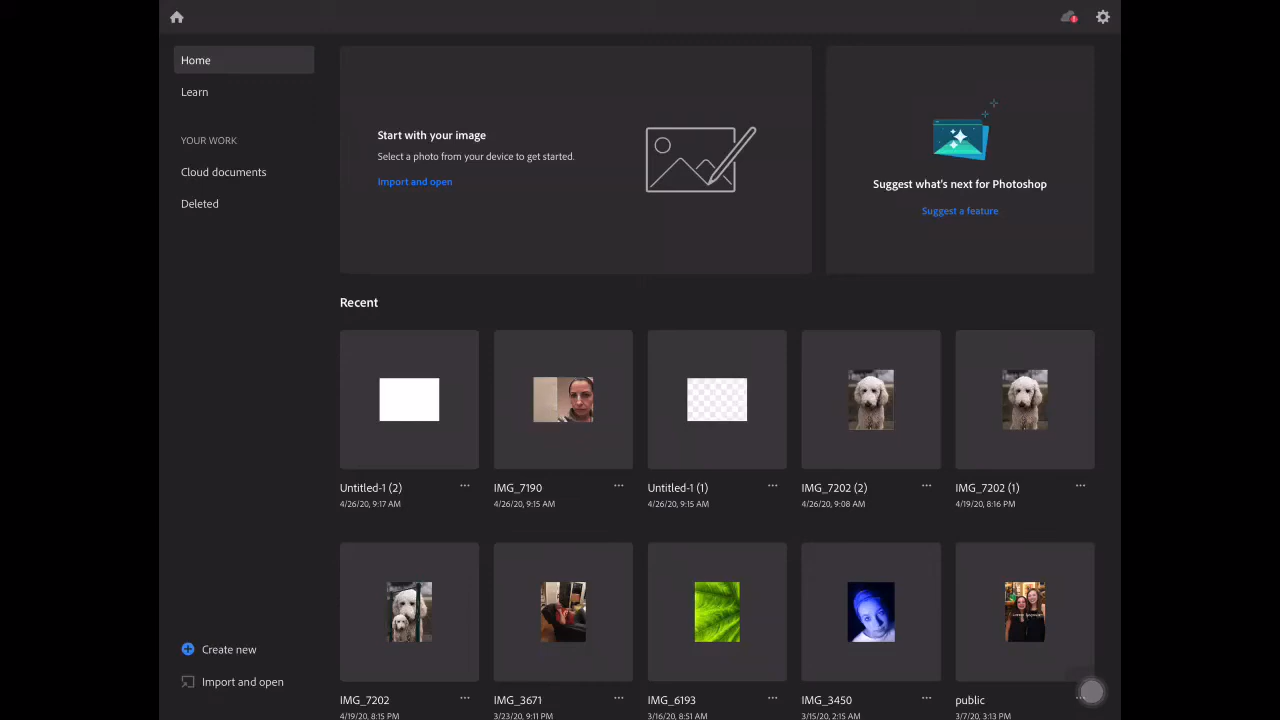 Home
Learn
YOUR WORK
Cloud documents
Deleted
Start with your image
Select a photo from your device to get started.
Import and open
Suggest what's next for Photoshop
Suggest a feature
Recent
Untitled-1 (2)
4/26/20, 9:17 AM
IMG_7190
4/26/20, 9:15 AM
Untitled-1 (1)
4/26/20, 9:15 AM
IMG_7202 (2)
4/26/20, 9:08 AM
IMG_7202 (1)
4/19/20, 8:16 PM
IMG_7202
4/19/20, 8:15 PM
IMG_3671
3/23/20, 9:11 PM
IMG_6193
3/16/20, 8:51 AM
IMG_3450
3/15/20, 2:15 AM
public
3/7/20, 3:13 PM
Create new
Import and open